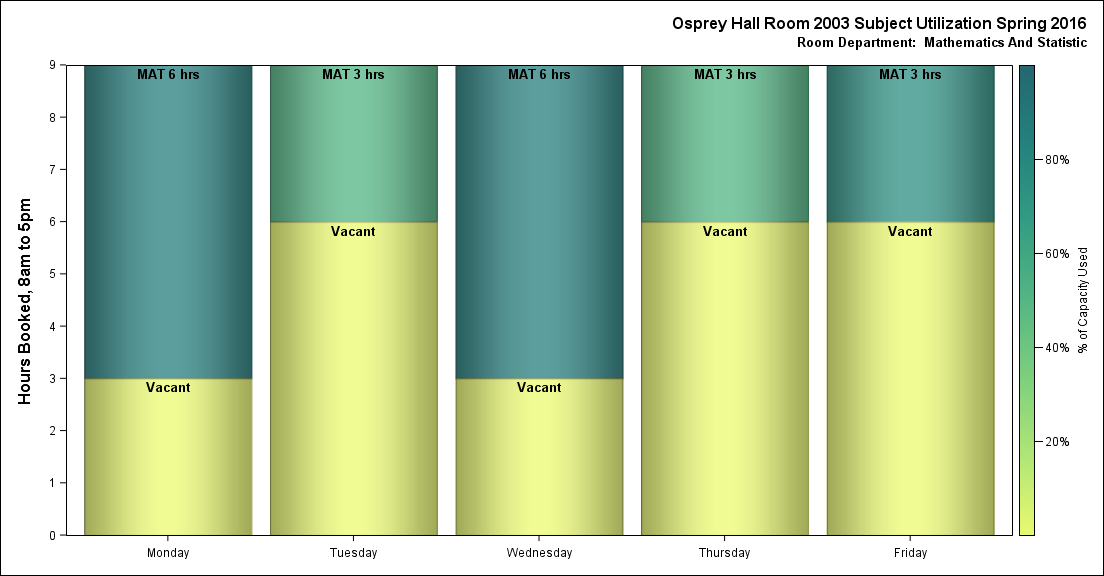 Osprey Hall Room 2003 Subject Utilization Spring 2016
Room Department:  Mathematics And Statistic
Hours Booked, 8am to 5pm
9
8
7
6
5
4
3
2
1
0
MAT 6 hrs
MAT 3 hrs
MAT 6 hrs
MAT 3 hrs
MAT 3 hrs
Vacant
Vacant
Vacant
Vacant
Vacant
Monday
Tuesday
Wednesday
Thursday
Friday
80%
60%
40%
20%
% of Capacity Used